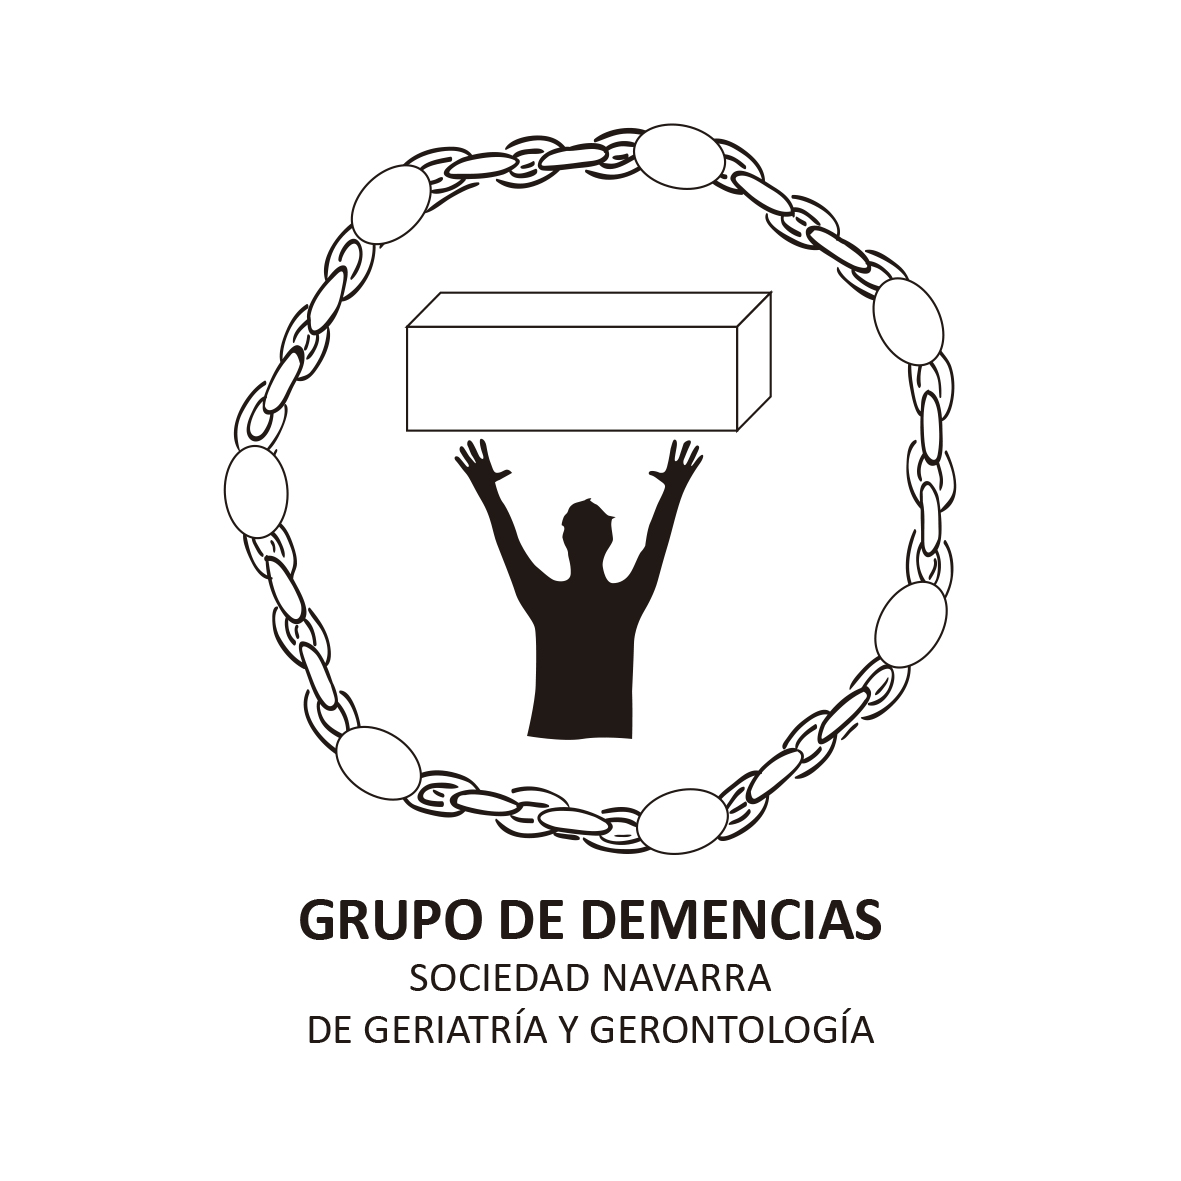 GRUPO DE DEMENCIAS
SOCIEDAD NAVARRA
DE GERIATRÍA Y GERONTOLOGÍA